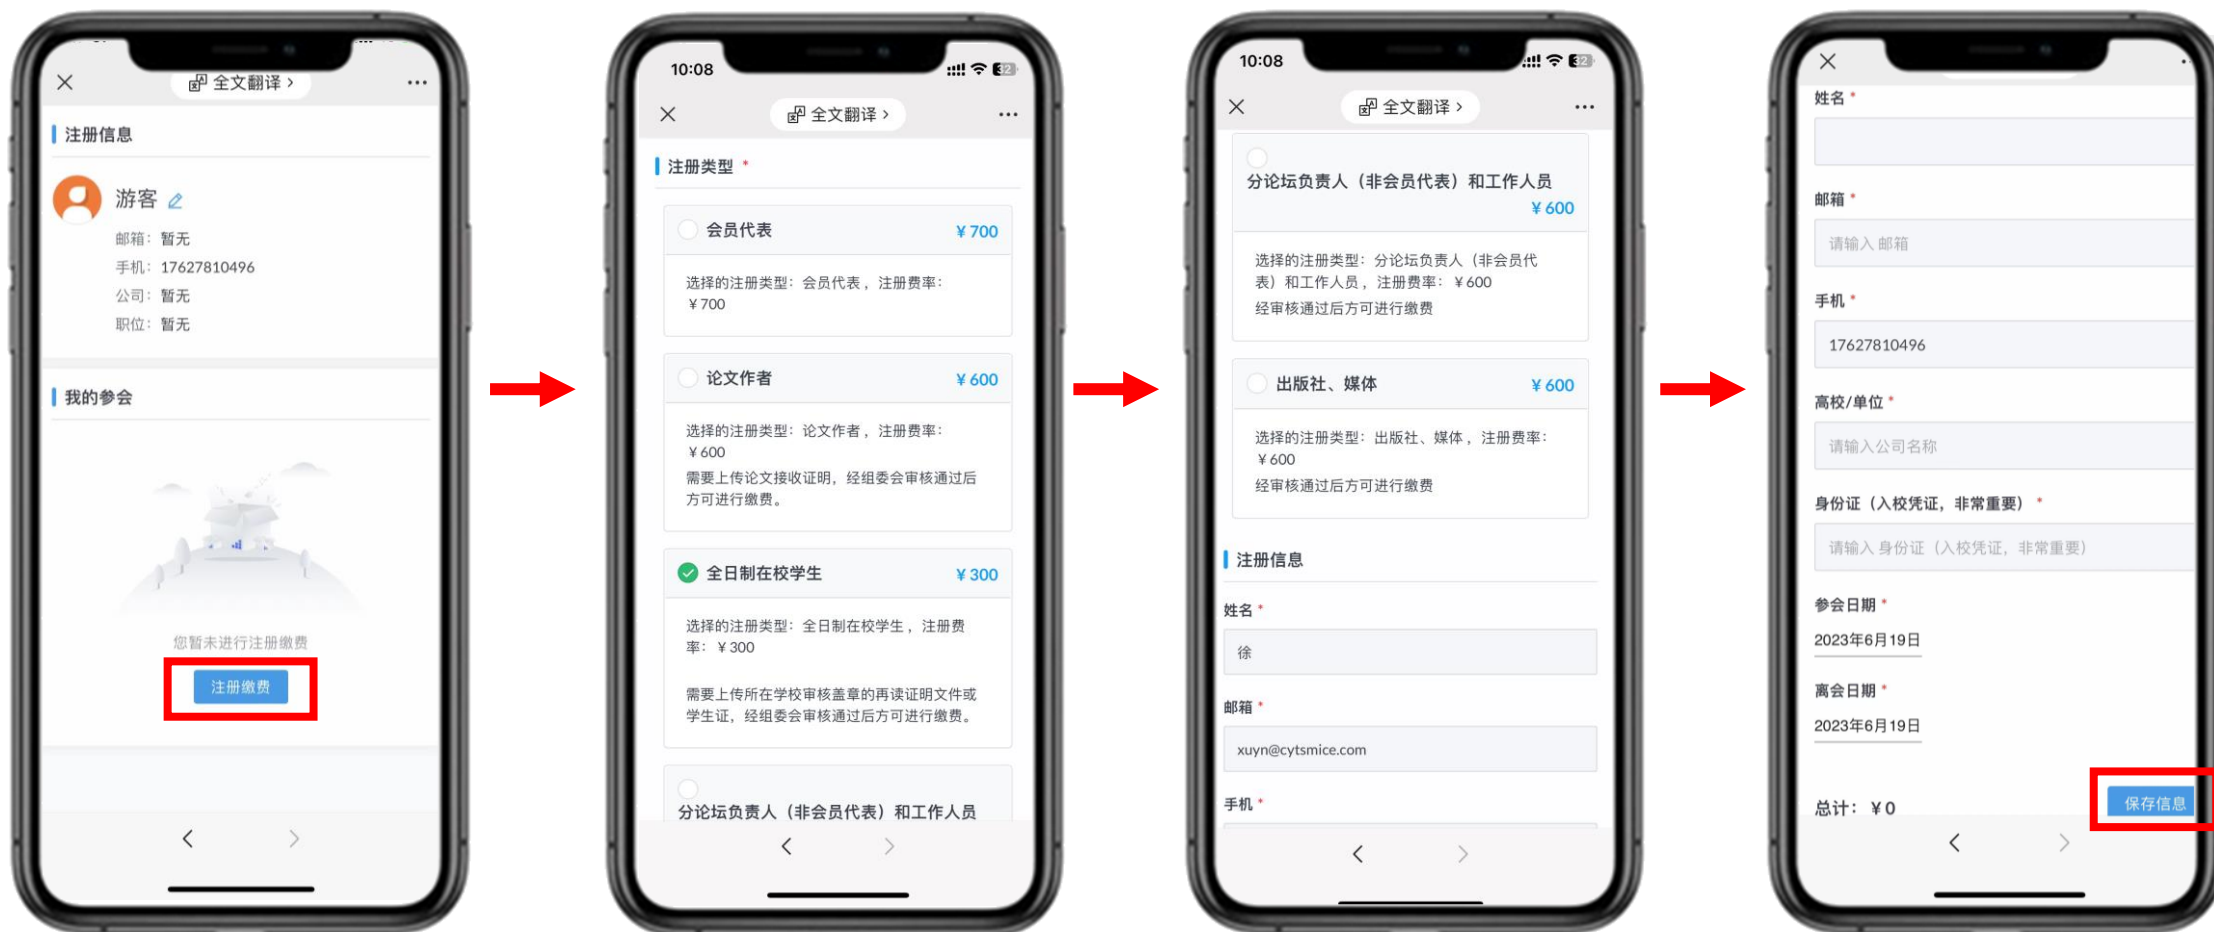 全文翻译 >
注册信息
游客
邮箱：暂无
手机：17627810496
公司：暂无
职位：暂无
我的参会
您暂未进行注册缴费
注册缴费
10:08
32
全文翻译 >
注册类型 *
会员代表 ￥700
选择的注册类型：会员代表，注册费率：
￥700
论文作者 ￥600
选择的注册类型：论文作者，注册费率：
￥600
需要上传论文接收证明，经组委会审核通过后
方可进行缴费。
全日制在校学生 ￥300
选择的注册类型：全日制在校学生，注册费
率：￥300
需要上传所在学校审核盖章的再读证明文件或
学生证，经组委会审核通过后方可进行缴费。
分论坛负责人（非会员代表）和工作人员
10:08
32
全文翻译 >
分论坛负责人（非会员代表）和工作人员
￥600
选择的注册类型：分论坛负责人（非会员代
表）和工作人员，注册费率：￥600
经审核通过后方可进行缴费
出版社、媒体 ￥600
选择的注册类型：出版社、媒体，注册费率：
￥600
经审核通过后方可进行缴费
注册信息
姓名 *
徐
邮箱 *
xuyn@cytsmice.com
手机 *
姓名 *
邮箱 *
请输入 邮箱
手机 *
17627810496
高校/单位 *
请输入公司名称
身份证（入校凭证，非常重要） *
请输入 身份证（入校凭证，非常重要）
参会日期 *
2023年6月19日
离会日期 *
2023年6月19日
总计：￥0
保存信息